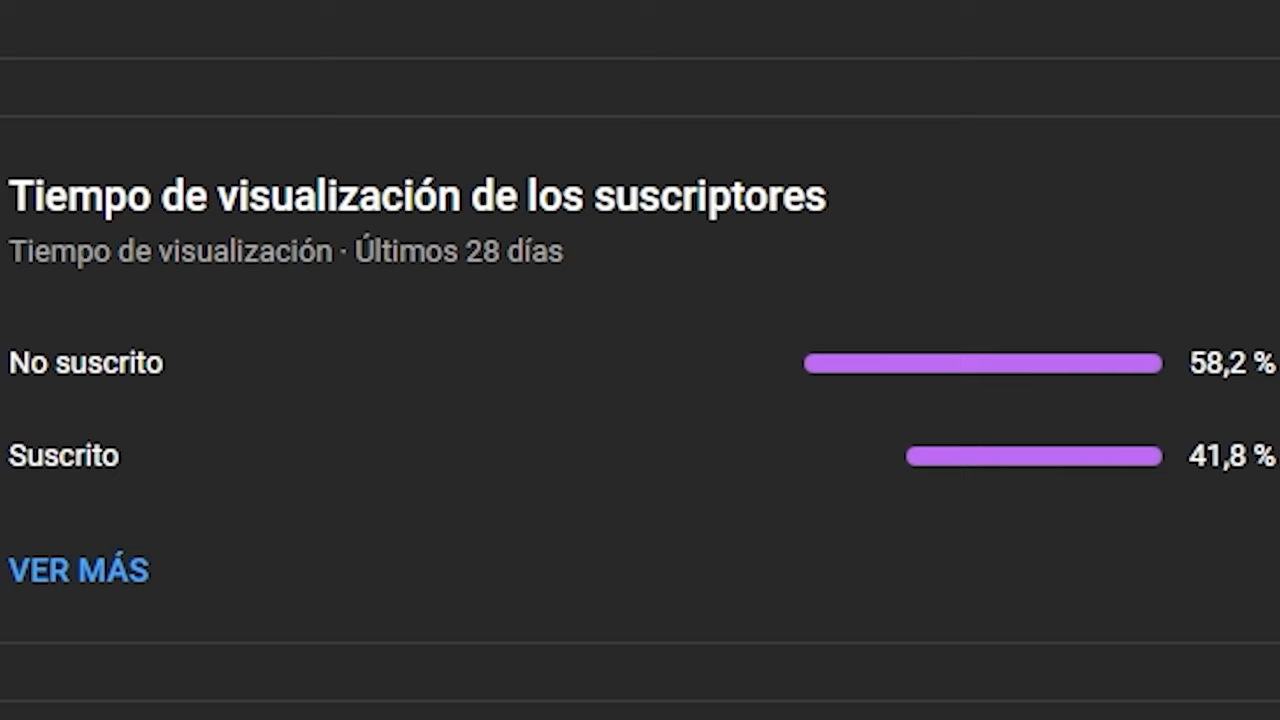 Tiempo de visualización de los suscriptores
Tiempo de visualización · Últimos 28 días
No suscrito 58,2 %
Suscrito 41,8 %
VER MÁS